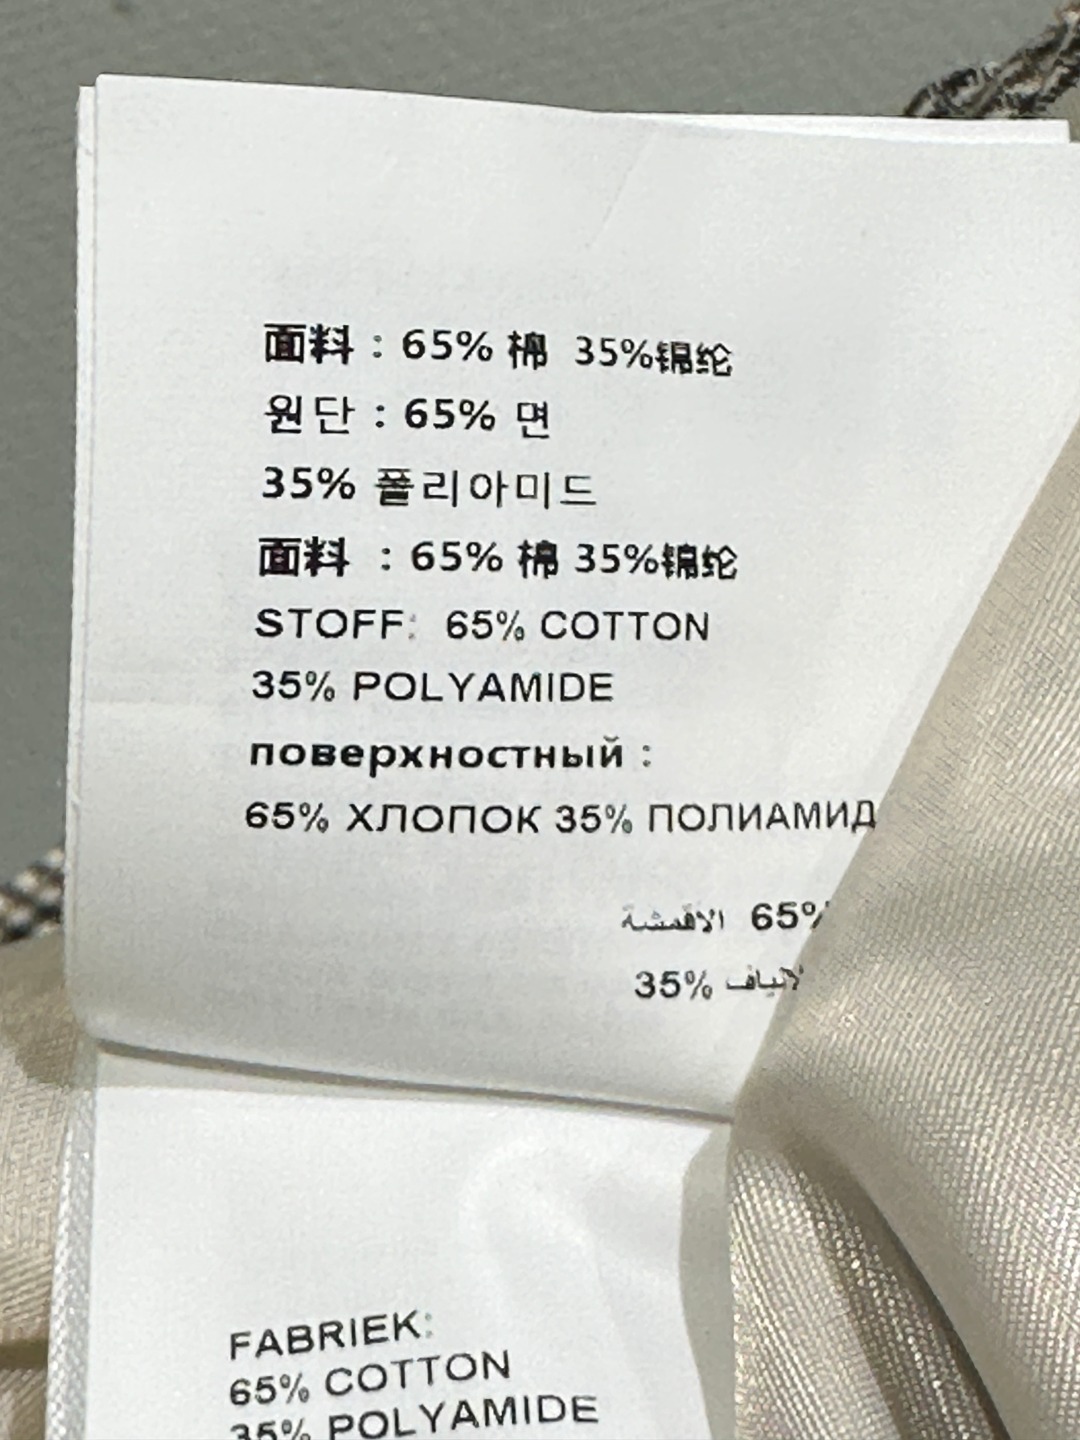 面料 : 65% 棉 35%锦纶
원단 : 65% 면
35% 폴리아미드
面料 : 65% 棉 35%锦纶
STOFF: 65% COTTON
35% POLYAMIDE
поверхностный :
65% ХЛОПОК 35% ПОЛИАМИД
الاقمشة 65%
35% الالياف
FABRIEK:
65% COTTON
35% POLYAMIDE